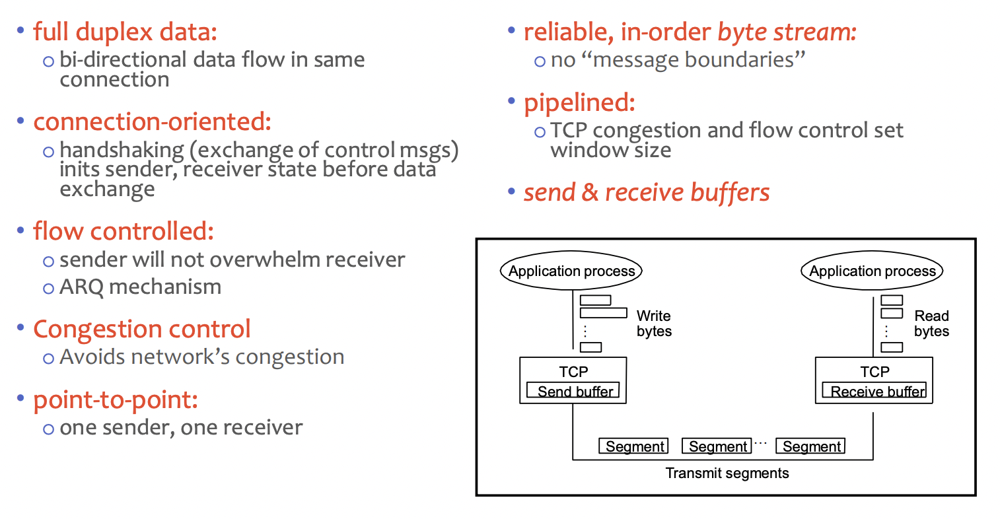 • full duplex data:
o bi-directional data flow in same
connection
• connection-oriented:
o handshaking (exchange of control msgs)
inits sender, receiver state before data
exchange
• flow controlled:
o sender will not overwhelm receiver
o ARQ mechanism
• Congestion control
o Avoids network’s congestion
• point-to-point:
o one sender, one receiver
• reliable, in-order byte stream:
o no “message boundaries”
• pipelined:
o TCP congestion and flow control set
window size
• send & receive buffers
Application process
Application process
Write
bytes
Read
bytes
TCP
Send buffer
TCP
Receive buffer
Segment
Segment
...
Segment
Transmit segments